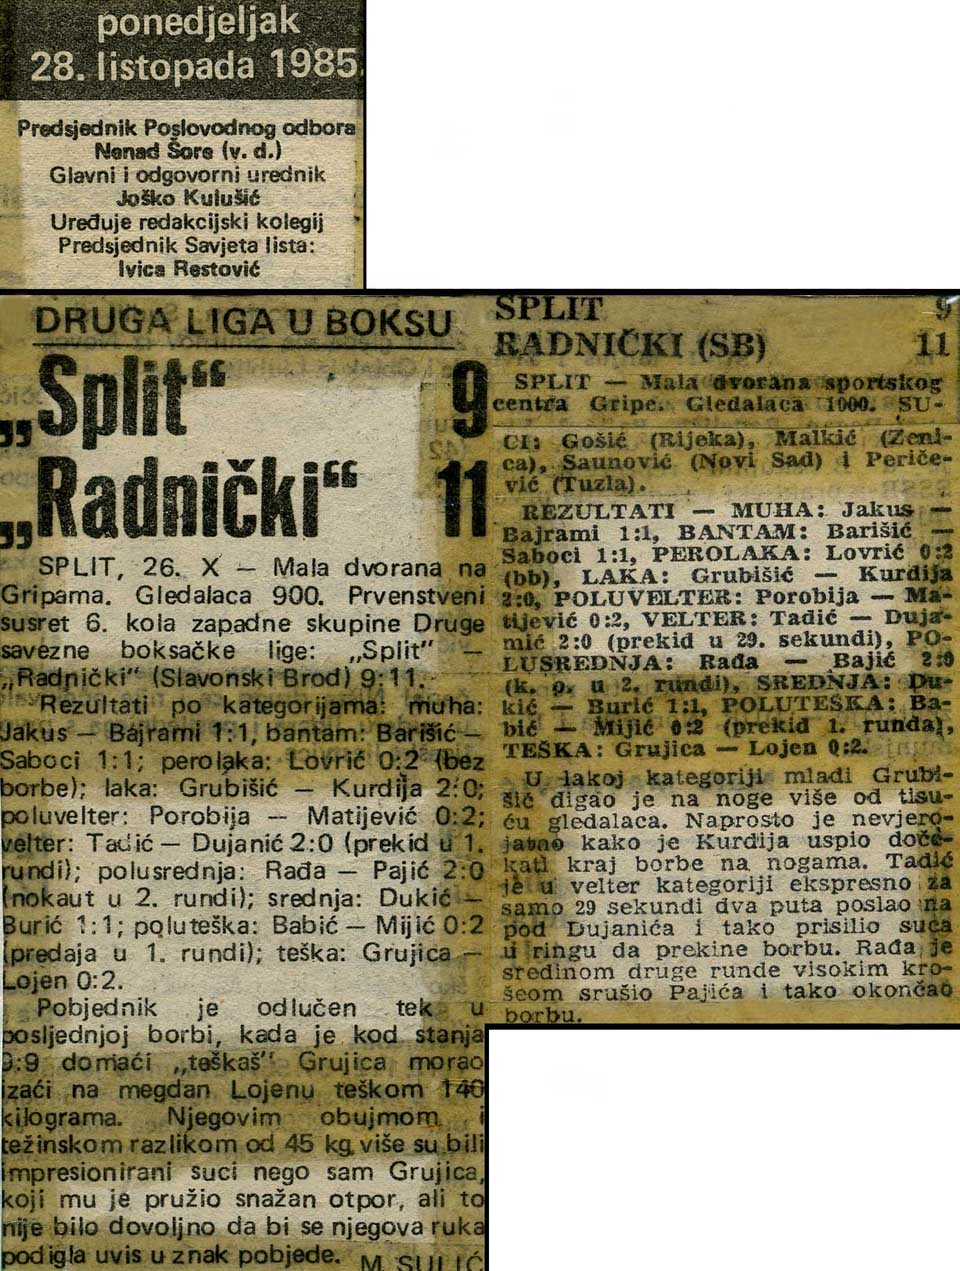 ponedjeljak
28. listopada 1985.
Predsjednik Poslovodnog odbora
Nenad Šore (v. d.)
Glavni i odgovorni urednik
Joško Kulušić
Uređuje redakcijski kolegij
Predsjednik Savjeta lista:
Ivica Restović
DRUGA LIGA U BOKSU
„Split“ 9
„Radnički“ 11
SPLIT, 26. X — Mala dvorana na
Gripama. Gledalaca 900. Prvenstveni
susret 6. kola zapadne skupine Druge
savezne boksačke lige: „Split” —
„Radnički” (Slavonski Brod) 9:11.
Rezultati po kategorijama: muha:
Jakus — Bajrami 1:1, bantam: Barišić —
Saboci 1:1; perolaka: Lovrić 0:2 (bez
borbe); laka: Grubišić — Kurdija 2:0;
poluvelter: Porobija — Matijević 0:2;
velter: Tadić — Dujanić 2:0 (prekid u 1.
rundi); polusrednja: Rađa — Pajić 2:0
(nokaut u 2. rundi); srednja: Dukić —
Burić 1:1; poluteška: Babić — Mijić 0:2
(predaja u 1. rundi); teška: Grujica —
Lojen 0:2.
Pobjednik je odlučen tek u
posljednjoj borbi, kada je kod stanja
9:9 domaći „teškaš” Grujica morao
izaći na megdan Lojenu teškom 140
kilograma. Njegovim obujmom i
težinskom razlikom od 45 kg više su bili
impresionirani suci nego sam Grujica,
koji mu je pružio snažan otpor, ali to
nije bilo dovoljno da bi se njegova ruka
podigla uvis u znak pobjede. M. SULIĆ
SPLIT 9
RADNIČKI (SB) 11
SPLIT — Mala dvorana sportskog
centra Gripe. Gledalaca 1000. SU-
CI: Gošić (Rijeka), Malkić (Zeni-
ca), Saunović (Novi Sad) i Periče-
vić (Tuzla).
REZULTATI — MUHA: Jakus —
Bajrami 1:1, BANTAM: Barišić —
Saboci 1:1, PEROLAKA: Lovrić 0:2
(bb), LAKA: Grubišić — Kurdija
2:0, POLUVELTER: Porobija — Ma-
tijević 0:2, VELTER: Tadić — Duja-
mić 2:0 (prekid u 29. sekundi), PO-
LUSREDNJA: Rađa — Bajić 2:0
(k. o. u 2. rundi), SREDNJA: Du-
kić — Burić 1:1, POLUTEŠKA: Ba-
bić — Mijić 0:2 (prekid 1. runda),
TEŠKA: Grujica — Lojen 0:2.
U lakoj kategoriji mladi Grubi-
šić digao je na noge više od tisu-
ću gledalaca. Naprosto je nevjero-
jatno kako je Kurdija uspio doče-
kati kraj borbe na nogama. Tadić
je u velter kategoriji ekspresno za
samo 29 sekundi dva puta poslao na
pod Dujanića i tako prisilio suca
u ringu da prekine borbu. Rađa je
sredinom druge runde visokim kro-
šeom srušio Pajića i tako okončao
borbu.